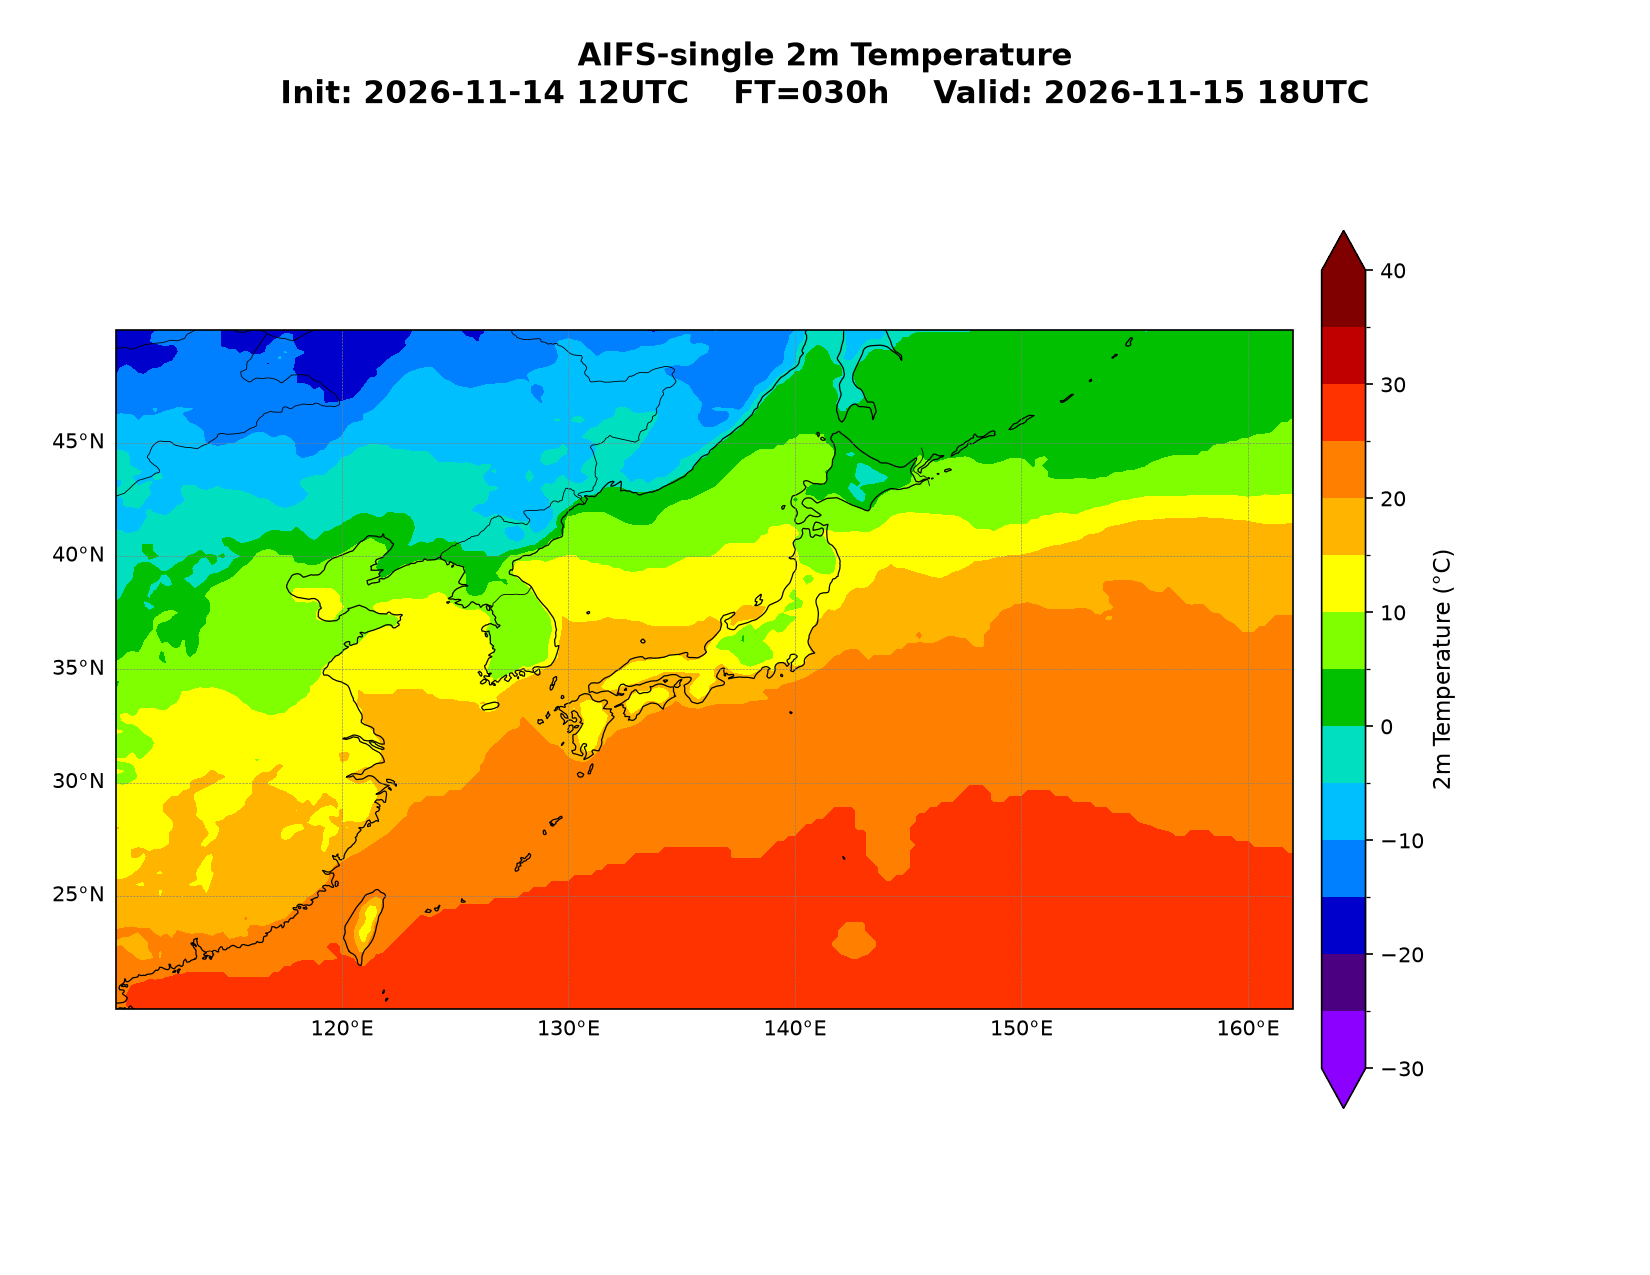 AIFS-single 2m Temperature
Init: 2026-11-14 12UTC    FT=030h    Valid: 2026-11-15 18UTC
45°N
40°N
35°N
30°N
25°N
120°E
130°E
140°E
150°E
160°E
40
30
20
10
0
−10
−20
−30
2m Temperature (°C)